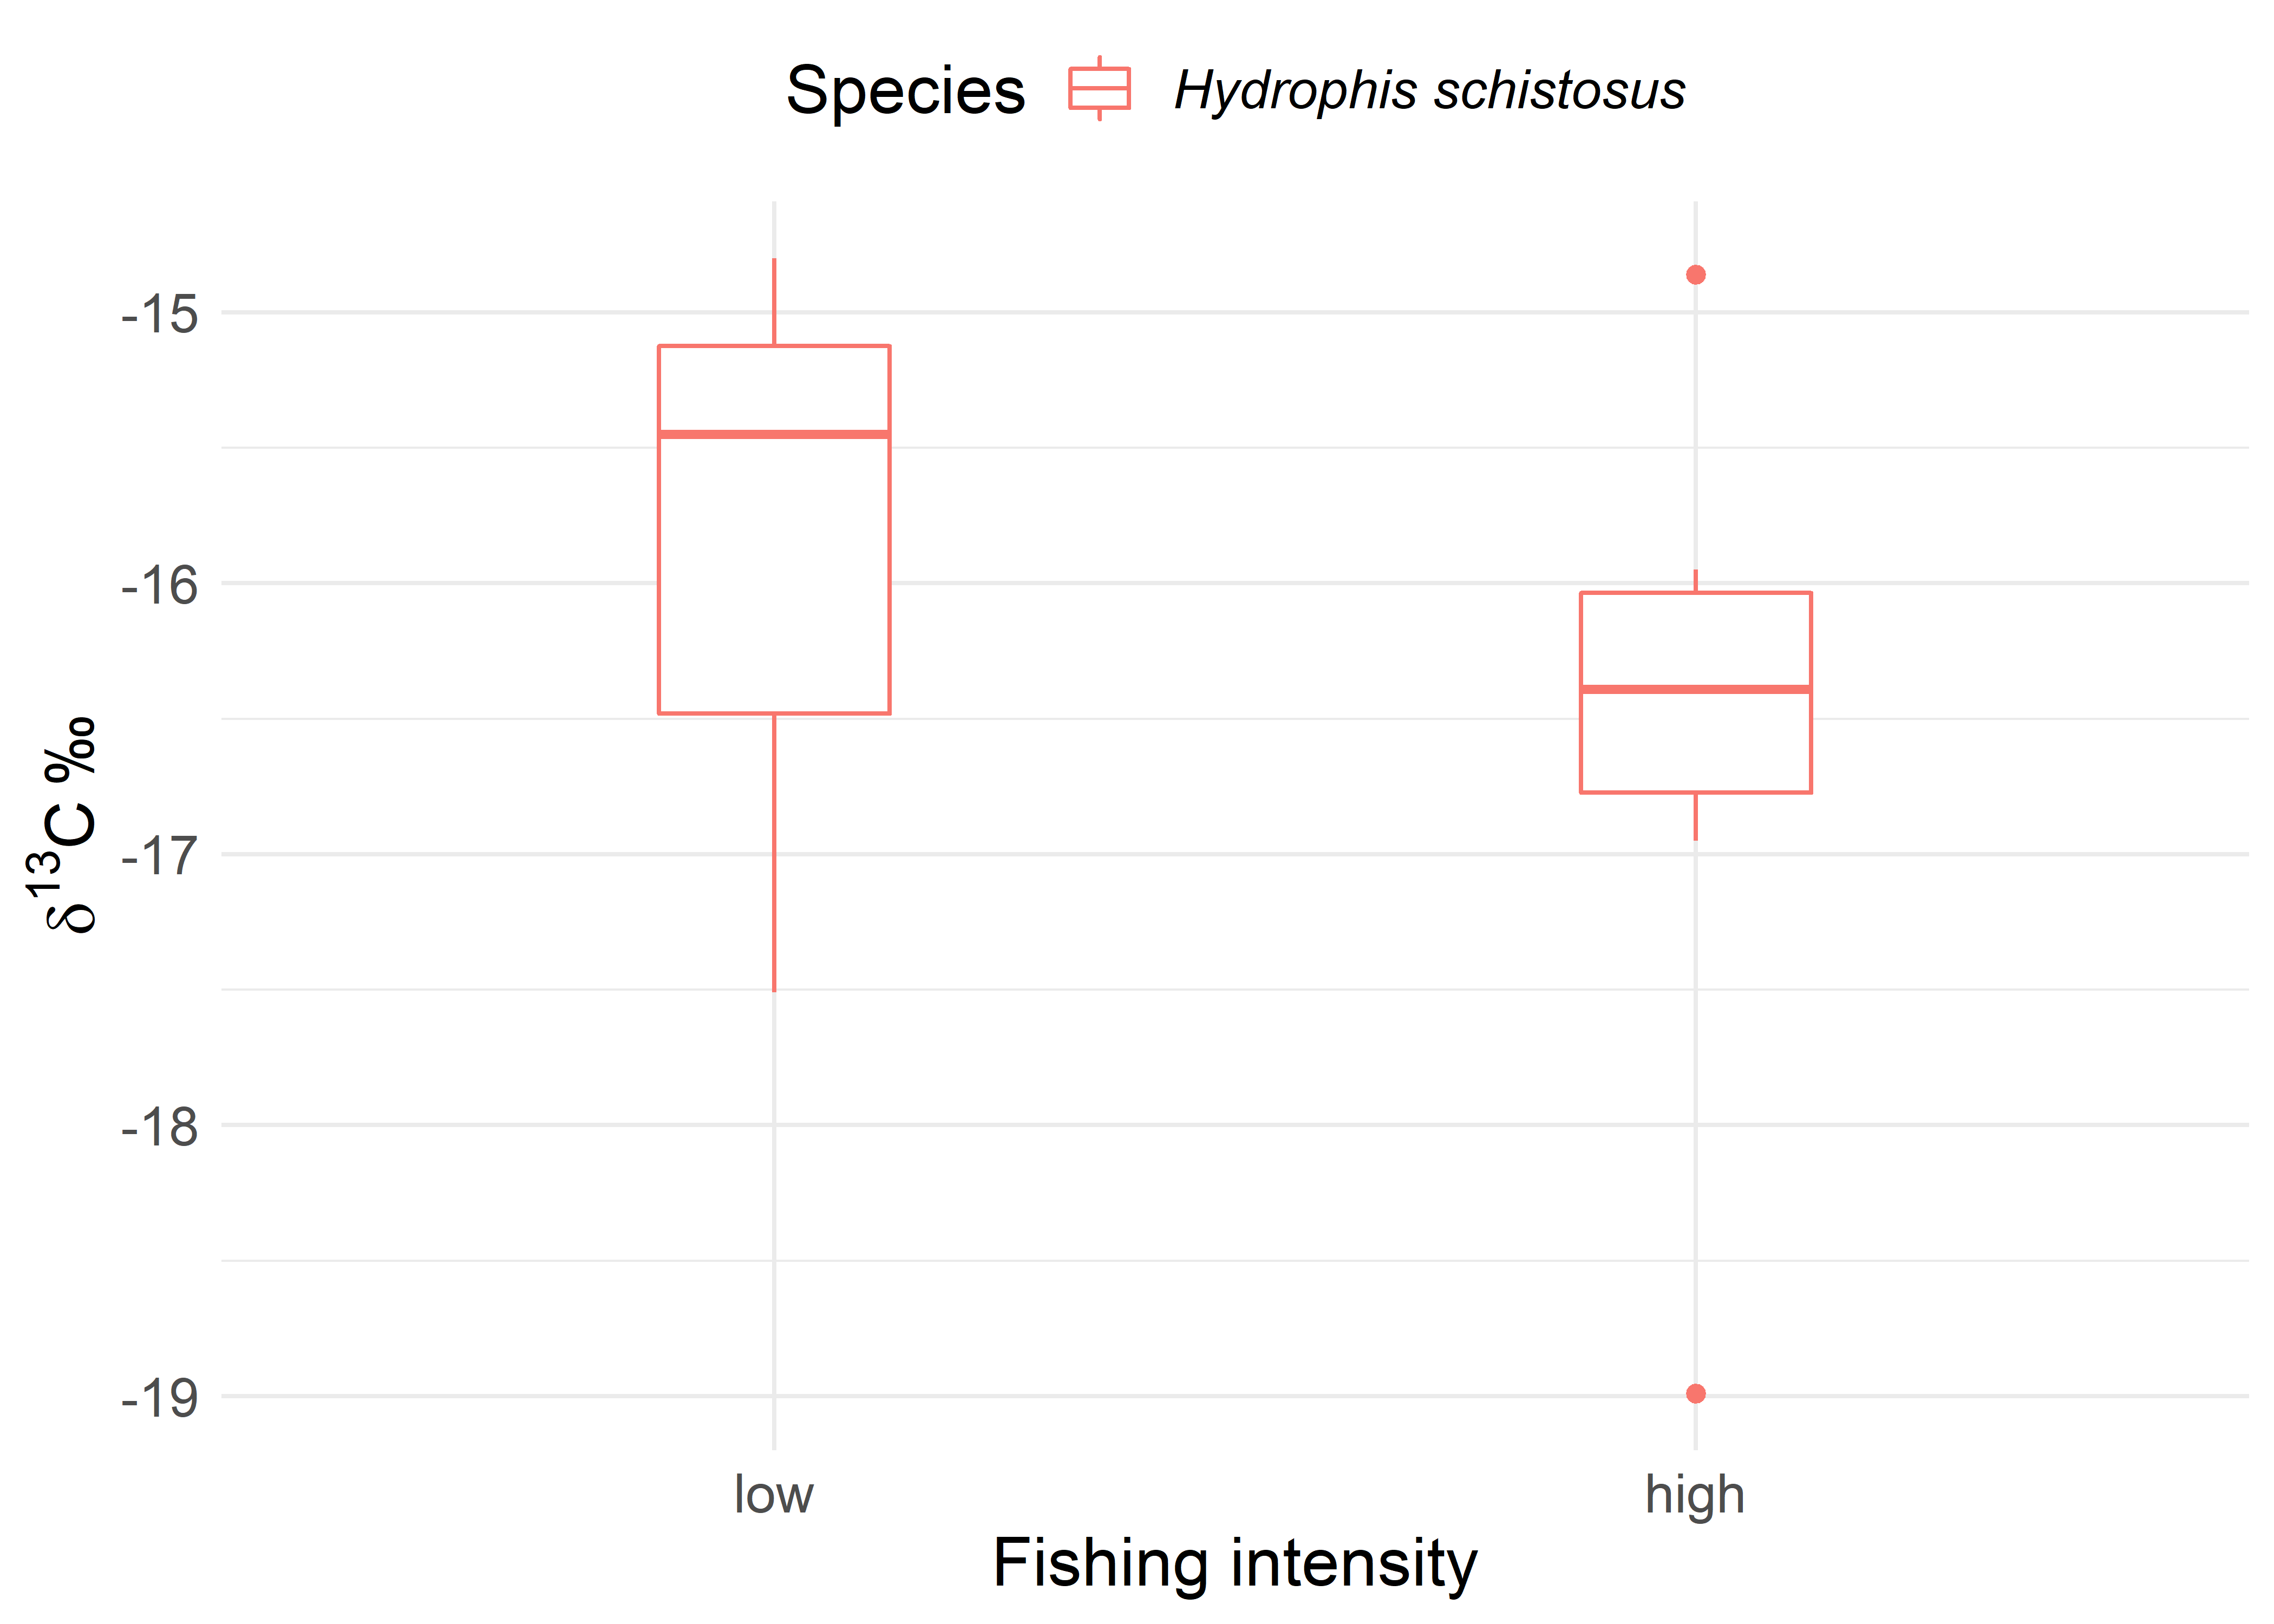 Species Hydrophis schistosus
δ¹³C ‰
-15
-16
-17
-18
-19
low high
Fishing intensity